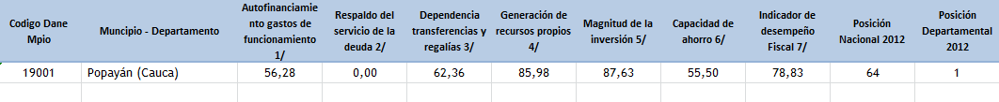 Codigo Dane Mpio
Muncipio - Departamento
Autofinanciamie
nto gastos de
funcionamiento
1/
Respaldo del
servicio de la
deuda 2/
Dependencia
transferencias y
regalías 3/
Generación de
recursos propios
4/
Magnitud de la
inversión 5/
Capacidad de
ahorro 6/
Indicador de
desempeño
Fiscal 7/
Posición
Nacional 2012
Posición
Departamental
2012
19001 Popayán (Cauca) 56,28 0,00 62,36 85,98 87,63 55,50 78,83 64 1